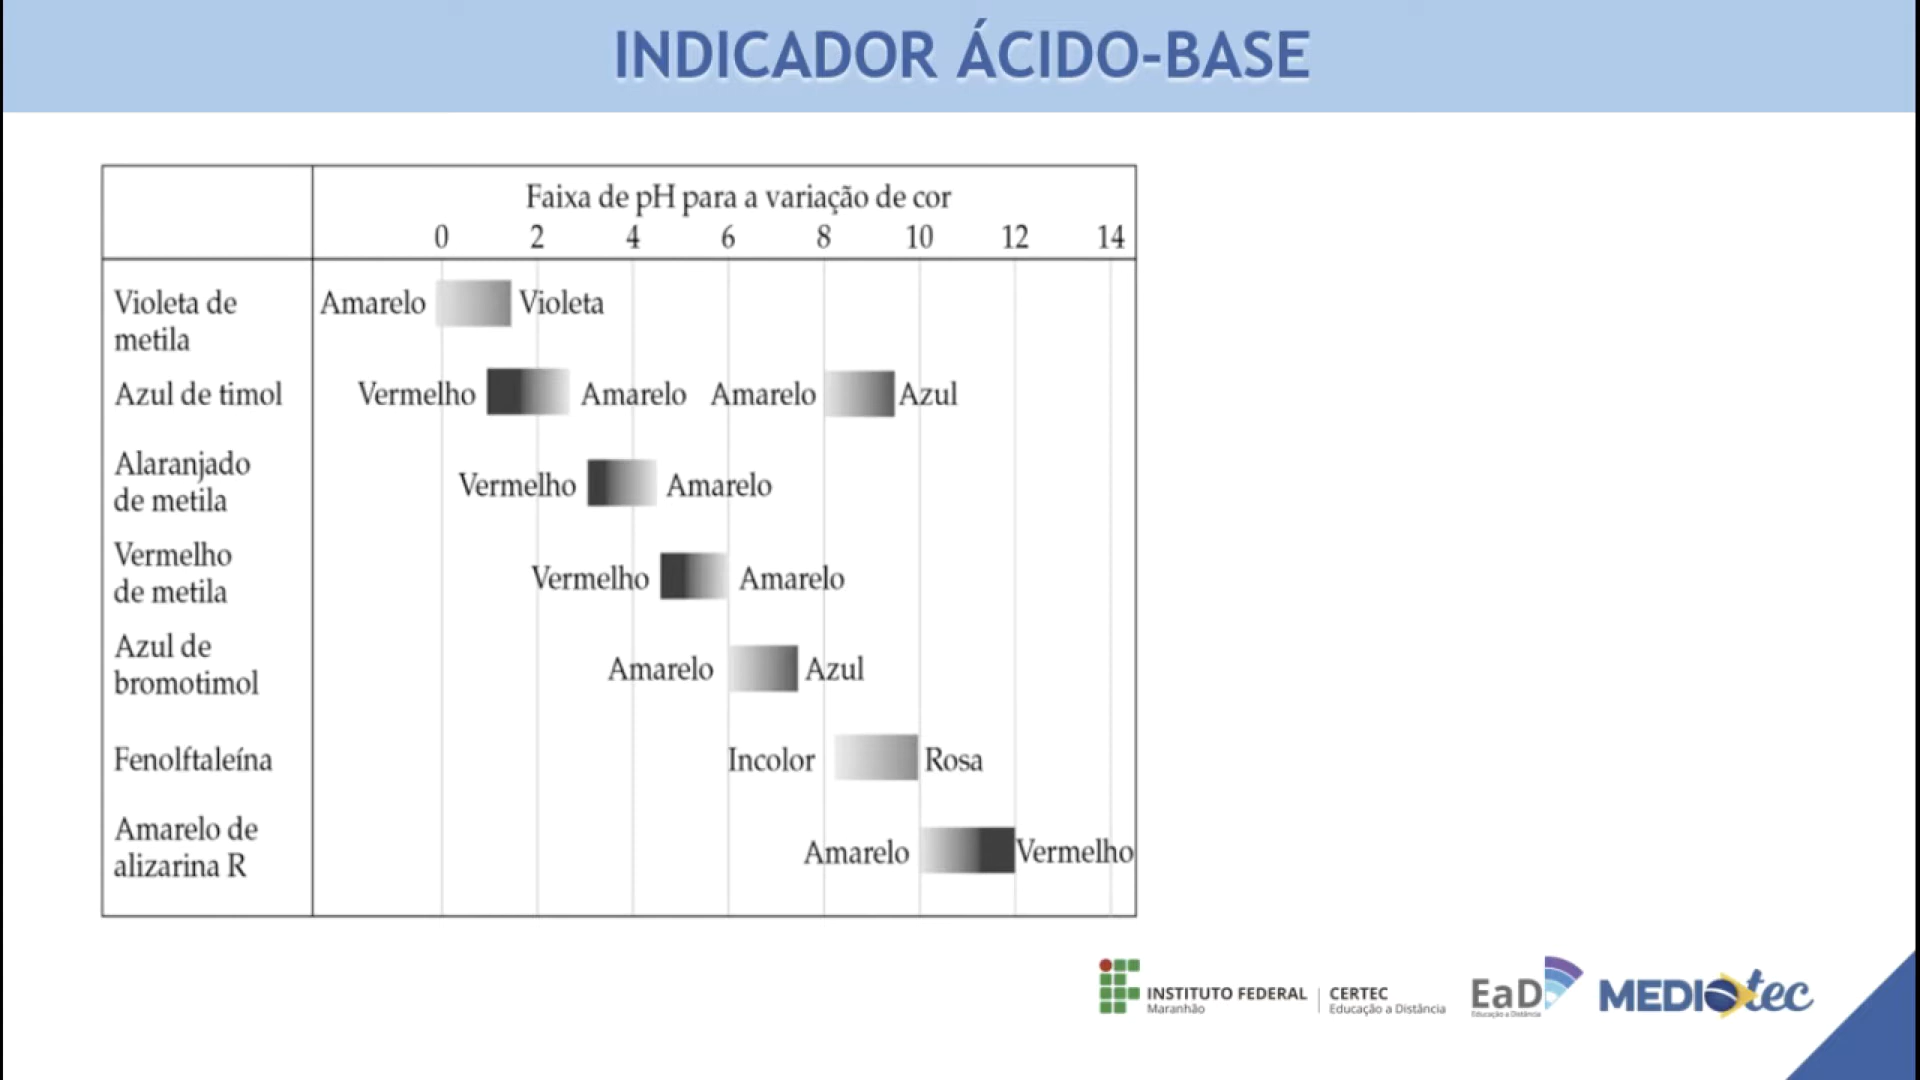 INDICADOR ÁCIDO-BASE
Faixa de pH para a variação de cor
0 2 4 6 8 10 12 14
Violeta de
metila
Amarelo Violeta
Azul de timol
Vermelho Amarelo Amarelo Azul
Alaranjado
de metila
Vermelho Amarelo
Vermelho
de metila
Vermelho Amarelo
Azul de
bromotimol
Amarelo Azul
Fenolftaleína
Incolor Rosa
Amarelo de
alizarina R
Amarelo Vermelho
INSTITUTO FEDERAL
Maranhão
CERTEC
Educação a Distância
EaD
Educação a Distância
MEDIOtec